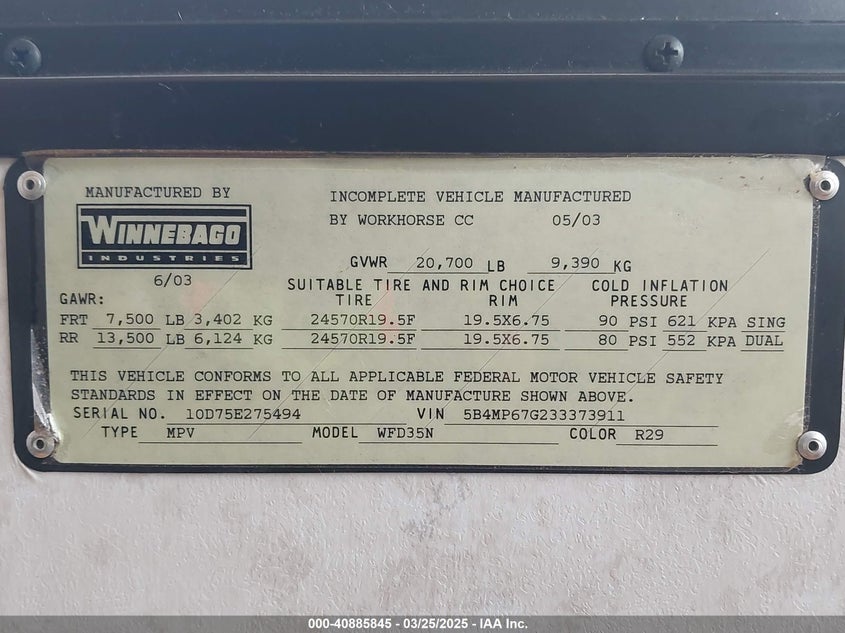 MANUFACTURED BY
WINNEBAGO
INDUSTRIES
6/03
INCOMPLETE VEHICLE MANUFACTURED
BY WORKHORSE CC 05/03
GVWR 20,700 LB 9,390 KG
SUITABLE TIRE AND RIM CHOICE COLD INFLATION
GAWR: TIRE RIM PRESSURE
FRT 7,500 LB 3,402 KG 24570R19.5F 19.5X6.75 90 PSI 621 KPA SING
RR 13,500 LB 6,124 KG 24570R19.5F 19.5X6.75 80 PSI 552 KPA DUAL
THIS VEHICLE CONFORMS TO ALL APPLICABLE FEDERAL MOTOR VEHICLE SAFETY
STANDARDS IN EFFECT ON THE DATE OF MANUFACTURE SHOWN ABOVE.
SERIAL NO. 10D75E275494 VIN 5B4MP67G233373911
TYPE MPV MODEL WFD35N COLOR R29
000-40885845 - 03/25/2025 - IAA Inc.